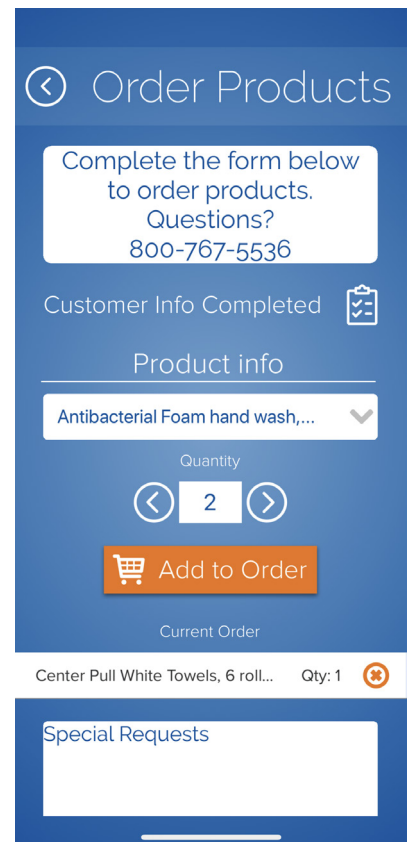 Order Products
Complete the form below
to order products.
Questions?
800-767-5536
Customer Info Completed
Product info
Antibacterial Foam hand wash,...
Quantity
2
Add to Order
Current Order
Center Pull White Towels, 6 roll... Qty: 1
Special Requests